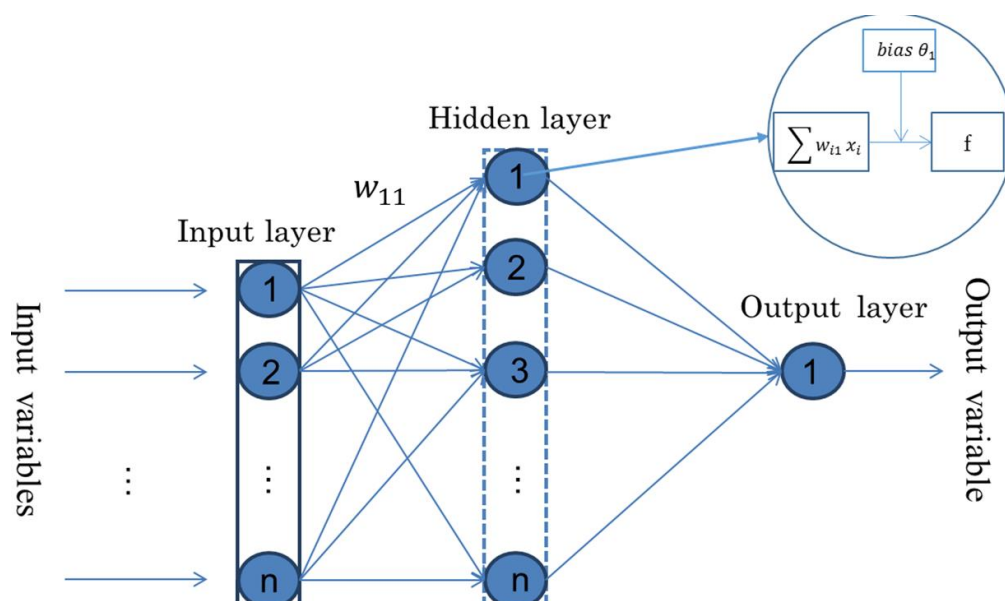 bias θ₁
∑ wᵢ₁ xᵢ
f
Hidden layer
w₁₁
Input layer
Output layer
Input variables
Output variable
1
2
⋮
n
1
2
3
⋮
n
1
⋮